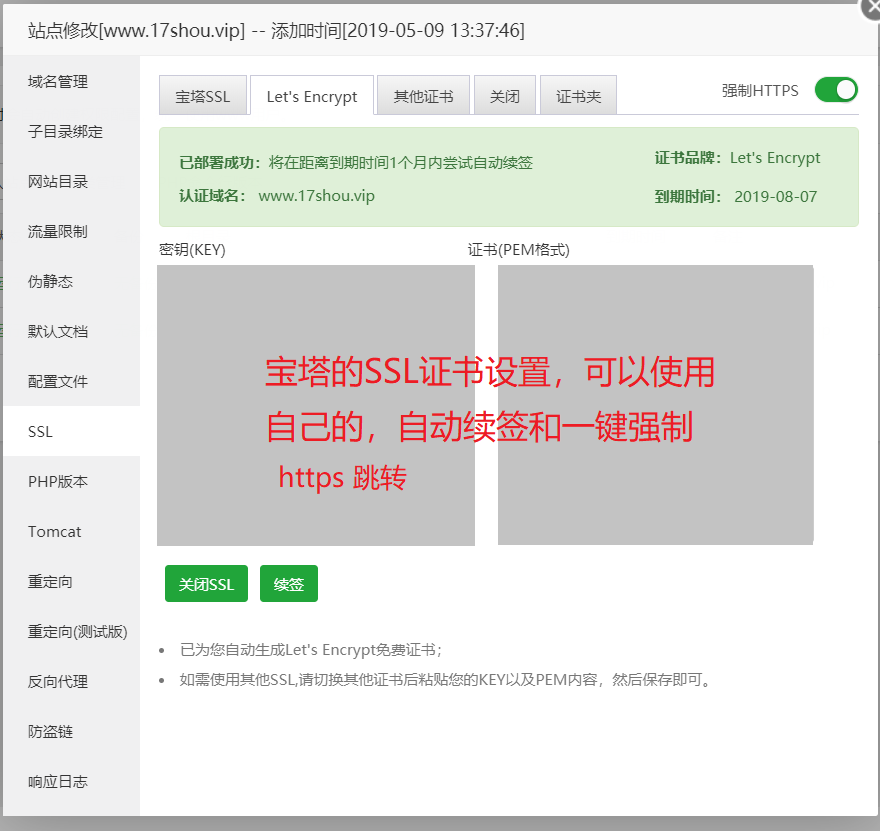 站点修改[www.17shou.vip] -- 添加时间[2019-05-09 13:37:46]
域名管理
子目录绑定
网站目录
流量限制
伪静态
默认文档
配置文件
SSL
PHP版本
Tomcat
重定向
重定向(测试版)
反向代理
防盗链
响应日志
宝塔SSL
Let's Encrypt
其他证书
关闭
证书夹
强制HTTPS
已部署成功：将在距离到期时间1个月内尝试自动续签
证书品牌：Let's Encrypt
认证域名： www.17shou.vip
到期时间： 2019-08-07
密钥(KEY)
证书(PEM格式)
宝塔的SSL证书设置，可以使用
自己的，自动续签和一键强制
https 跳转
关闭SSL
续签
已为您自动生成Let's Encrypt免费证书；
如需使用其他SSL,请切换其他证书后粘贴您的KEY以及PEM内容，然后保存即可。